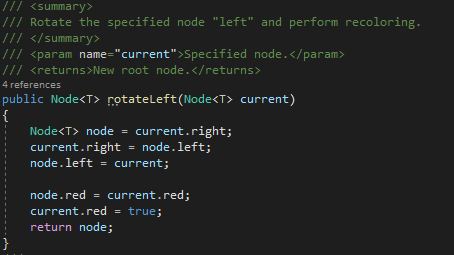 /// <summary>
/// Rotate the specified node "left" and perform recoloring.
/// </summary>
/// <param name="current">Specified node.</param>
/// <returns>New root node.</returns>
4 references
public Node<T> rotateLeft(Node<T> current)
{
Node<T> node = current.right;
current.right = node.left;
node.left = current;
node.red = current.red;
current.red = true;
return node;
}